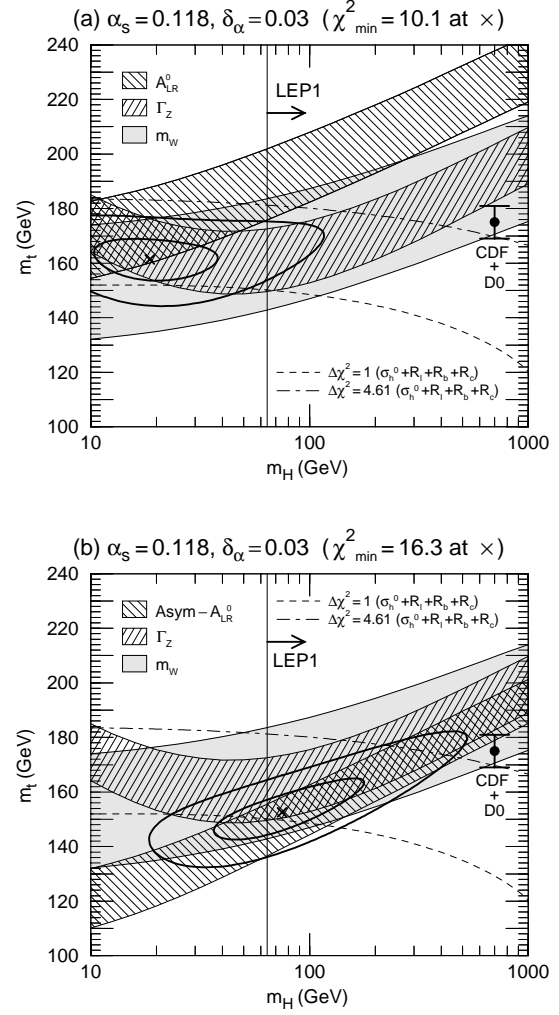 (a) αs = 0.118, δα = 0.03 (χ²min = 10.1 at ×)
240
220
200
180
160
140
120
100
mt (GeV)
A⁰LR
ΓZ
mW
LEP1
CDF
+
D0
Δχ² = 1 (σh⁰+Rl+Rb+Rc)
Δχ² = 4.61 (σh⁰+Rl+Rb+Rc)
10
100
1000
mH (GeV)
(b) αs = 0.118, δα = 0.03 (χ²min = 16.3 at ×)
240
220
200
180
160
140
120
100
mt (GeV)
Asym − A⁰LR
ΓZ
mW
Δχ² = 1 (σh⁰+Rl+Rb+Rc)
Δχ² = 4.61 (σh⁰+Rl+Rb+Rc)
LEP1
CDF
+
D0
10
100
1000
mH (GeV)